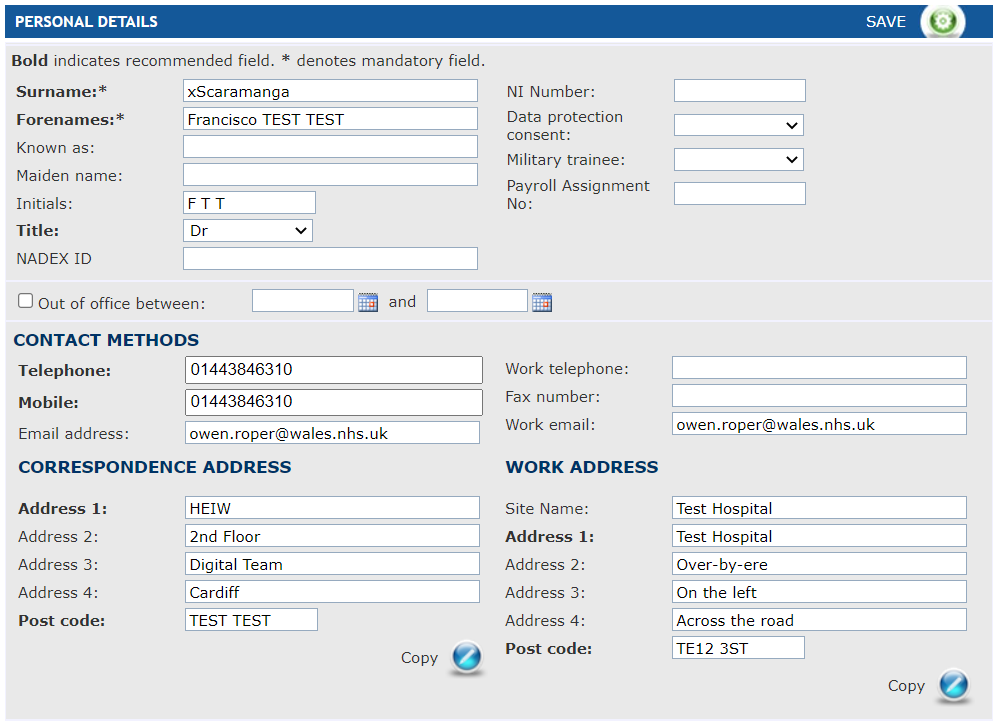 PERSONAL DETAILS SAVE
Bold indicates recommended field. * denotes mandatory field.
Surname:* xScaramanga
Forenames:* Francisco TEST TEST
Known as:
Maiden name:
Initials: F T T
Title: Dr
NADEX ID
NI Number:
Data protection
consent:
Military trainee:
Payroll Assignment
No:
Out of office between: and
CONTACT METHODS
Telephone: 01443846310
Mobile: 01443846310
Email address: owen.roper@wales.nhs.uk
Work telephone:
Fax number:
Work email: owen.roper@wales.nhs.uk
CORRESPONDENCE ADDRESS
Address 1: HEIW
Address 2: 2nd Floor
Address 3: Digital Team
Address 4: Cardiff
Post code: TEST TEST
Copy
WORK ADDRESS
Site Name: Test Hospital
Address 1: Test Hospital
Address 2: Over-by-ere
Address 3: On the left
Address 4: Across the road
Post code: TE12 3ST
Copy